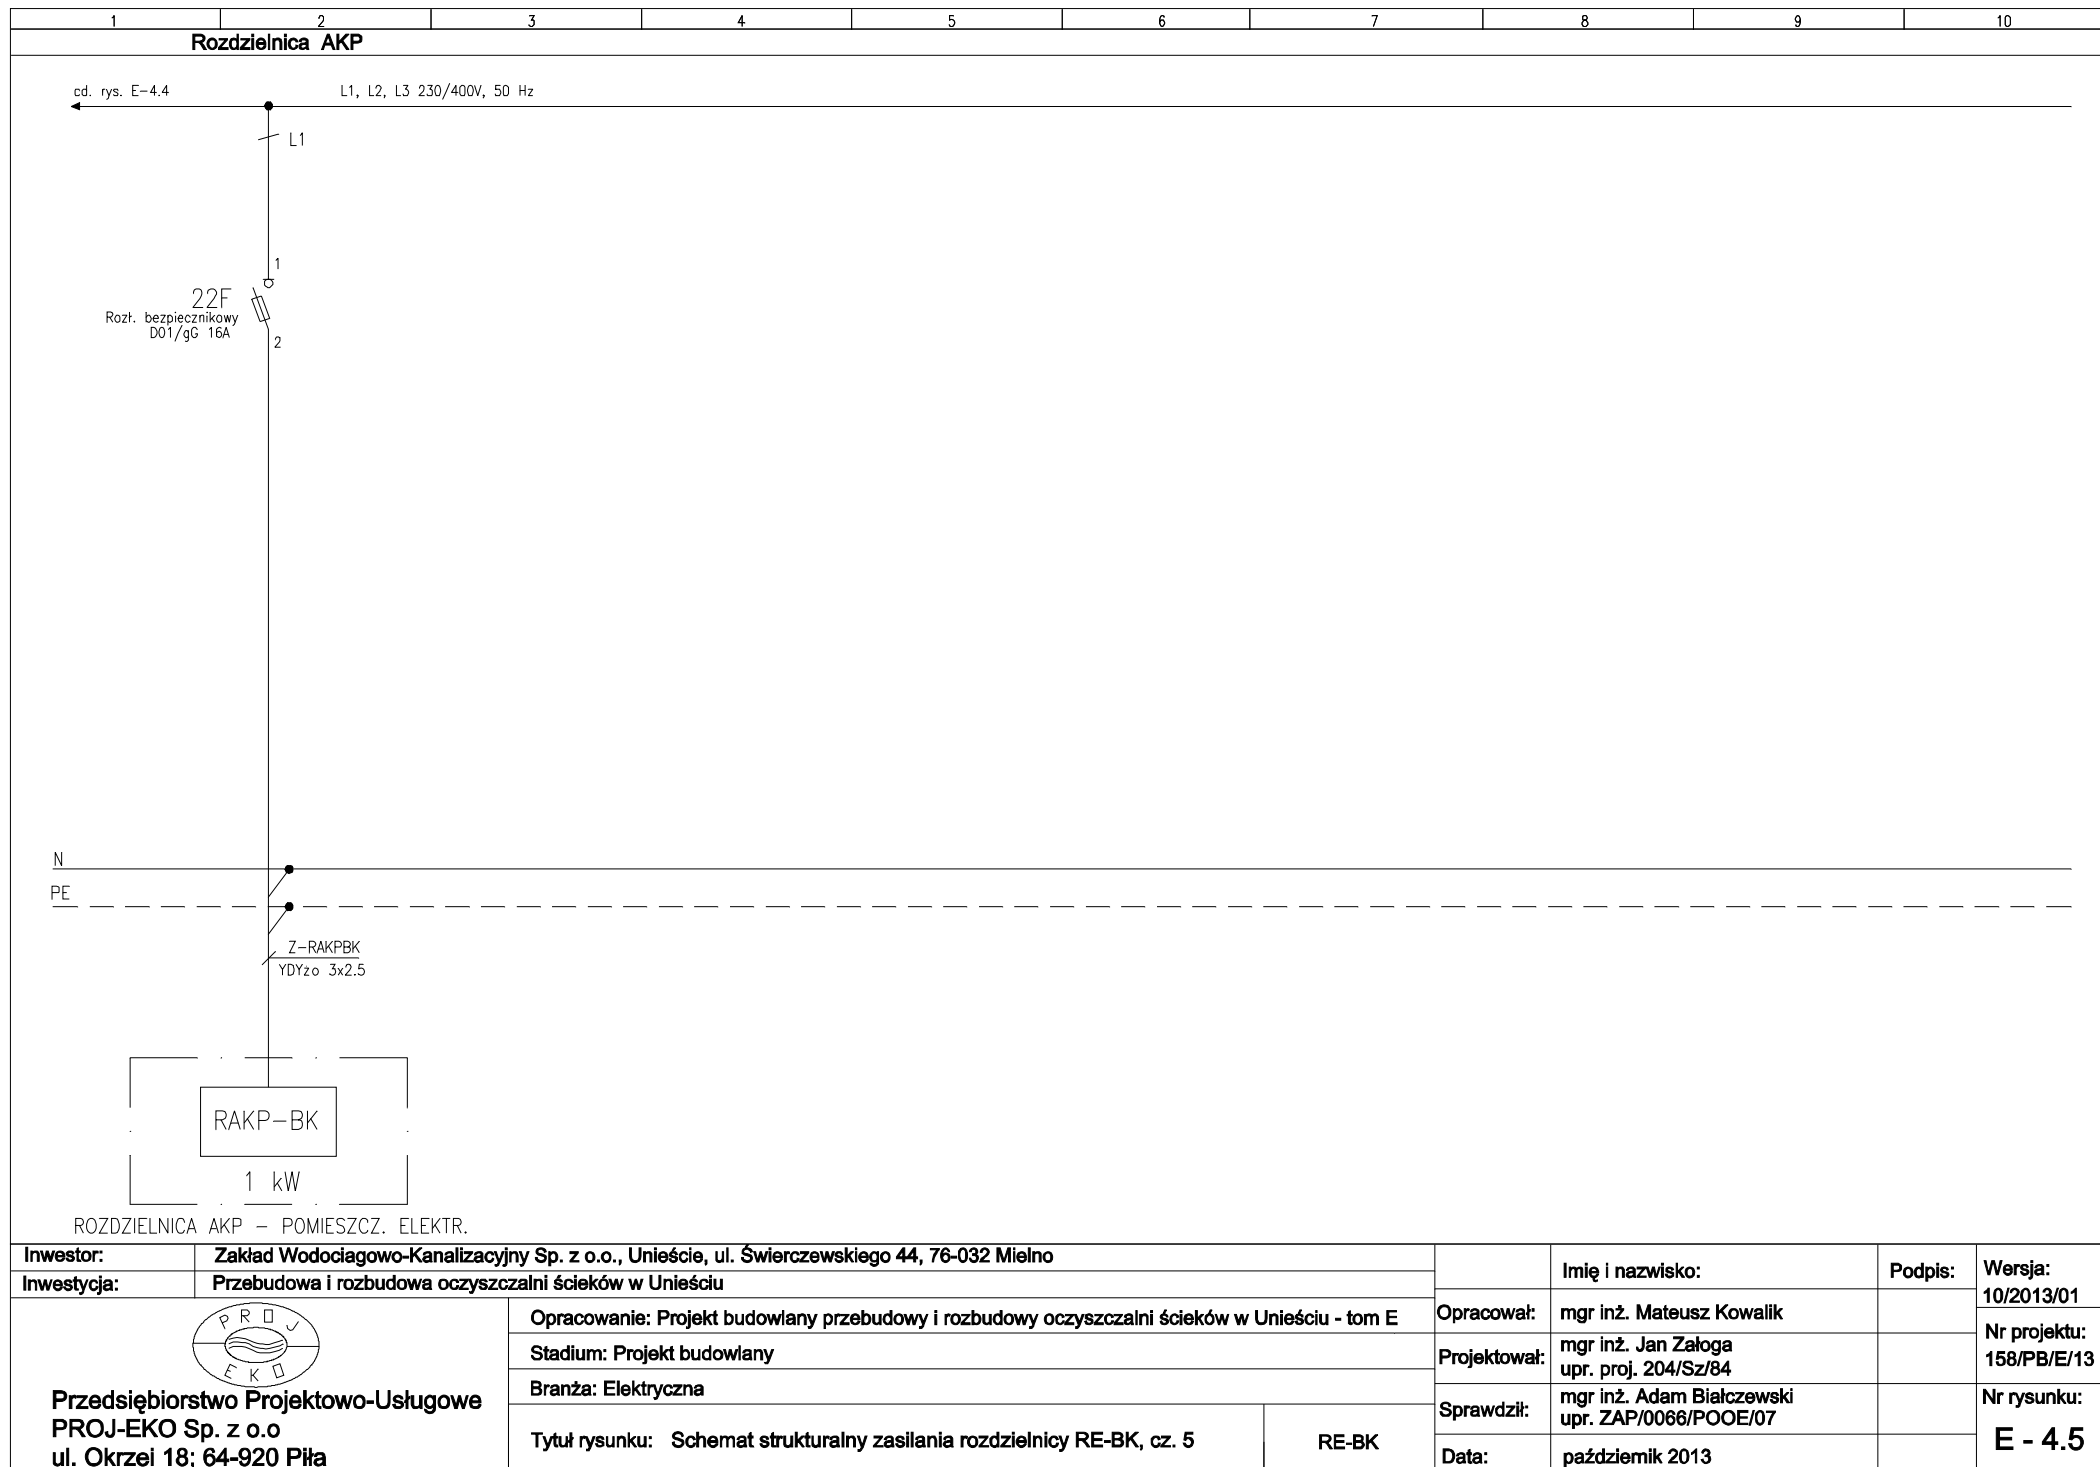 1 2 3 4 5 6 7 8 9 10
Rozdzielnica AKP
cd. rys. E-4.4
L1, L2, L3 230/400V, 50 Hz
L1
1
22F
Rozł. bezpiecznikowy
D01/gG 16A
2
N
PE
Z-RAKPBK
YDYżo 3x2.5
RAKP-BK
1 kW
ROZDZIELNICA AKP - POMIESZCZ. ELEKTR.
Inwestor: Zakład Wodociagowo-Kanalizacyjny Sp. z o.o., Unieście, ul. Świerczewskiego 44, 76-032 Mielno
Inwestycja: Przebudowa i rozbudowa oczyszczalni ścieków w Unieściu
PROJ
EKO
Przedsiębiorstwo Projektowo-Usługowe
PROJ-EKO Sp. z o.o
ul. Okrzei 18; 64-920 Piła
Opracowanie: Projekt budowlany przebudowy i rozbudowy oczyszczalni ścieków w Unieściu - tom E
Stadium: Projekt budowlany
Branża: Elektryczna
Tytuł rysunku: Schemat strukturalny zasilania rozdzielnicy RE-BK, cz. 5
RE-BK
Imię i nazwisko: Podpis:
Opracował: mgr inż. Mateusz Kowalik
Projektował: mgr inż. Jan Załoga
upr. proj. 204/Sz/84
Sprawdził: mgr inż. Adam Białczewski
upr. ZAP/0066/POOE/07
Data: październik 2013
Wersja:
10/2013/01
Nr projektu:
158/PB/E/13
Nr rysunku:
E - 4.5